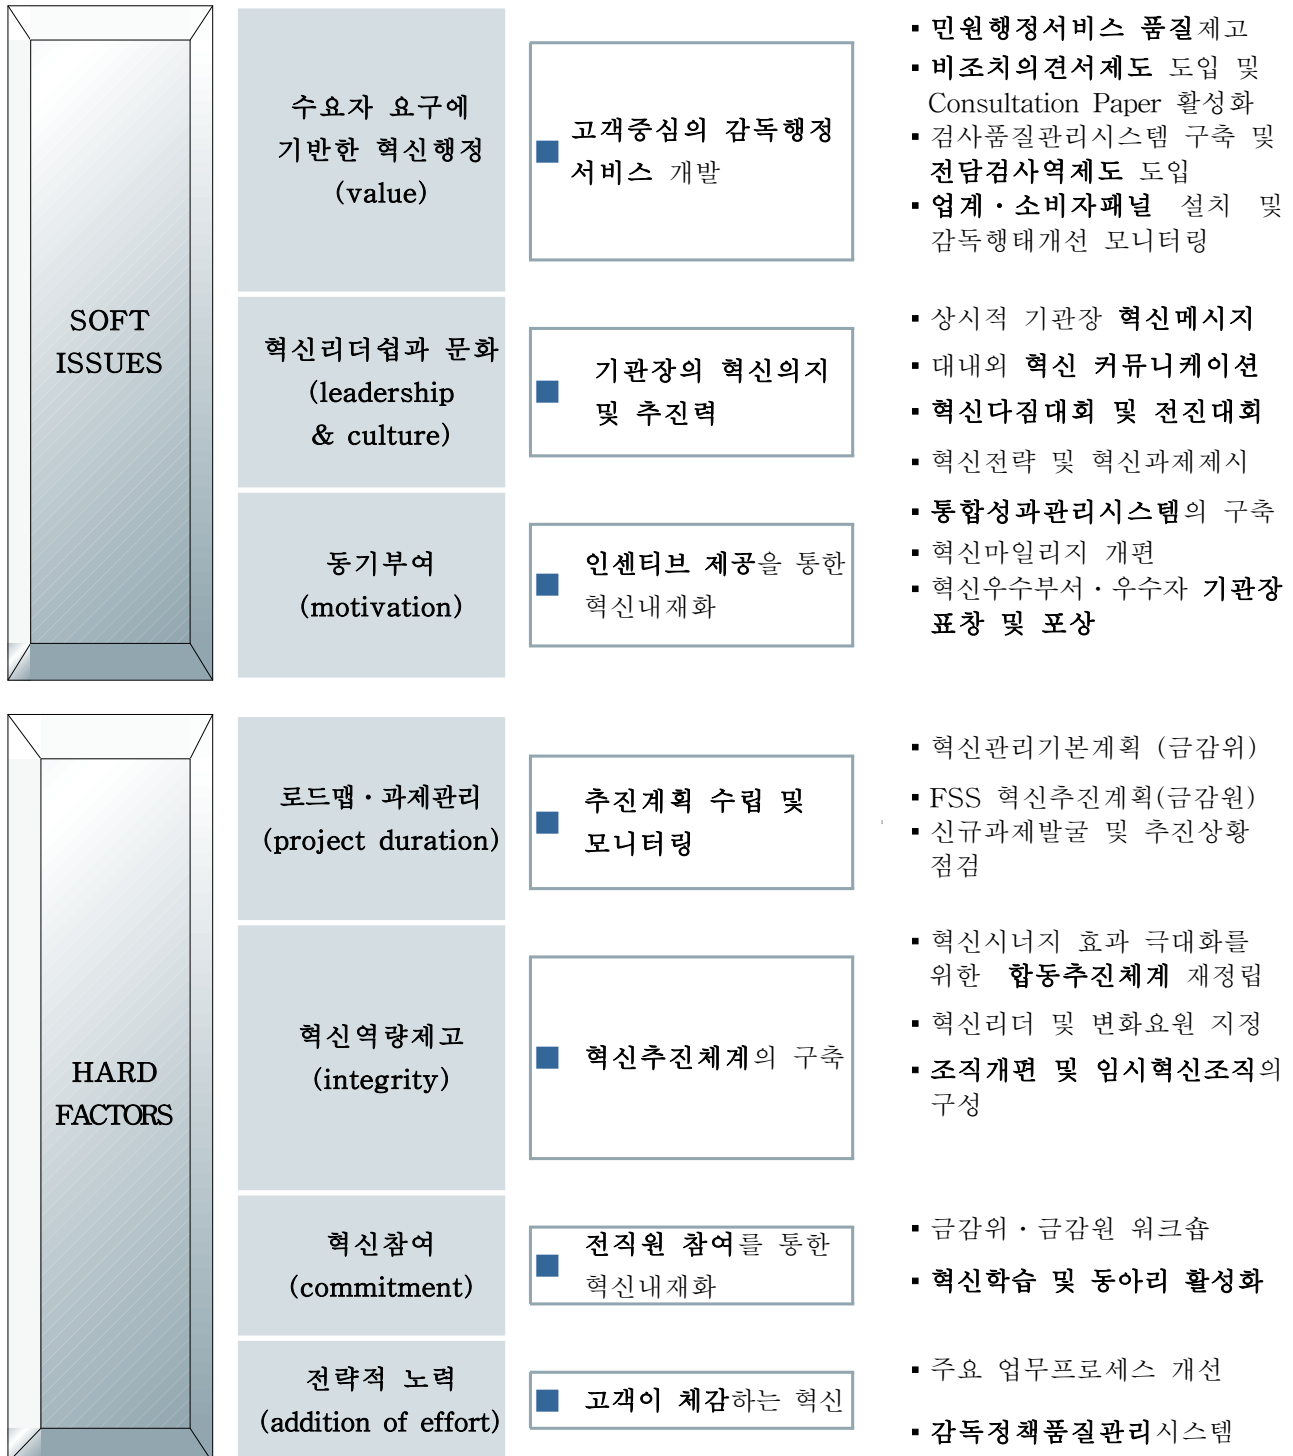 SOFT
ISSUES
수요자 요구에
기반한 혁신행정
(value)
고객중심의 감독행정
서비스 개발
▪ 민원행정서비스 품질제고
▪ 비조치의견서제도 도입 및
Consultation Paper 활성화
▪ 검사품질관리시스템 구축 및
전담검사역제도 도입
▪ 업계·소비자패널 설치 및
감독행태개선 모니터링
혁신리더쉽과 문화
(leadership
& culture)
기관장의 혁신의지
및 추진력
▪ 상시적 기관장 혁신메시지
▪ 대내외 혁신 커뮤니케이션
▪ 혁신다짐대회 및 전진대회
▪ 혁신전략 및 혁신과제제시
동기부여
(motivation)
인센티브 제공을 통한
혁신내재화
▪ 통합성과관리시스템의 구축
▪ 혁신마일리지 개편
▪ 혁신우수부서·우수자 기관장
표창 및 포상
HARD
FACTORS
로드맵·과제관리
(project duration)
추진계획 수립 및
모니터링
▪ 혁신관리기본계획 (금감위)
▪ FSS 혁신추진계획(금감원)
▪ 신규과제발굴 및 추진상황
점검
혁신역량제고
(integrity)
혁신추진체계의 구축
▪ 혁신시너지 효과 극대화를
위한 합동추진체계 재정립
▪ 혁신리더 및 변화요원 지정
▪ 조직개편 및 임시혁신조직의
구성
혁신참여
(commitment)
전직원 참여를 통한
혁신내재화
▪ 금감위·금감원 워크숍
▪ 혁신학습 및 동아리 활성화
전략적 노력
(addition of effort)
고객이 체감하는 혁신
▪ 주요 업무프로세스 개선
▪ 감독정책품질관리시스템